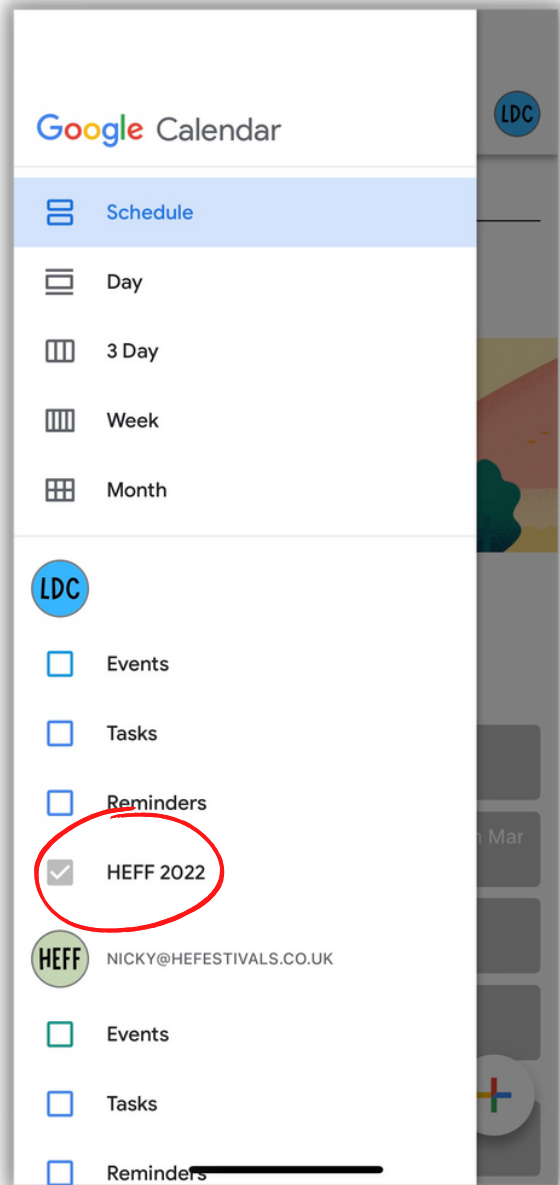 Google Calendar
LDC
Schedule
Day
3 Day
Week
Month
LDC
Events
Tasks
Reminders
Mar
HEFF 2022
HEFF NICKY@HEFESTIVALS.CO.UK
Events
Tasks
Reminders